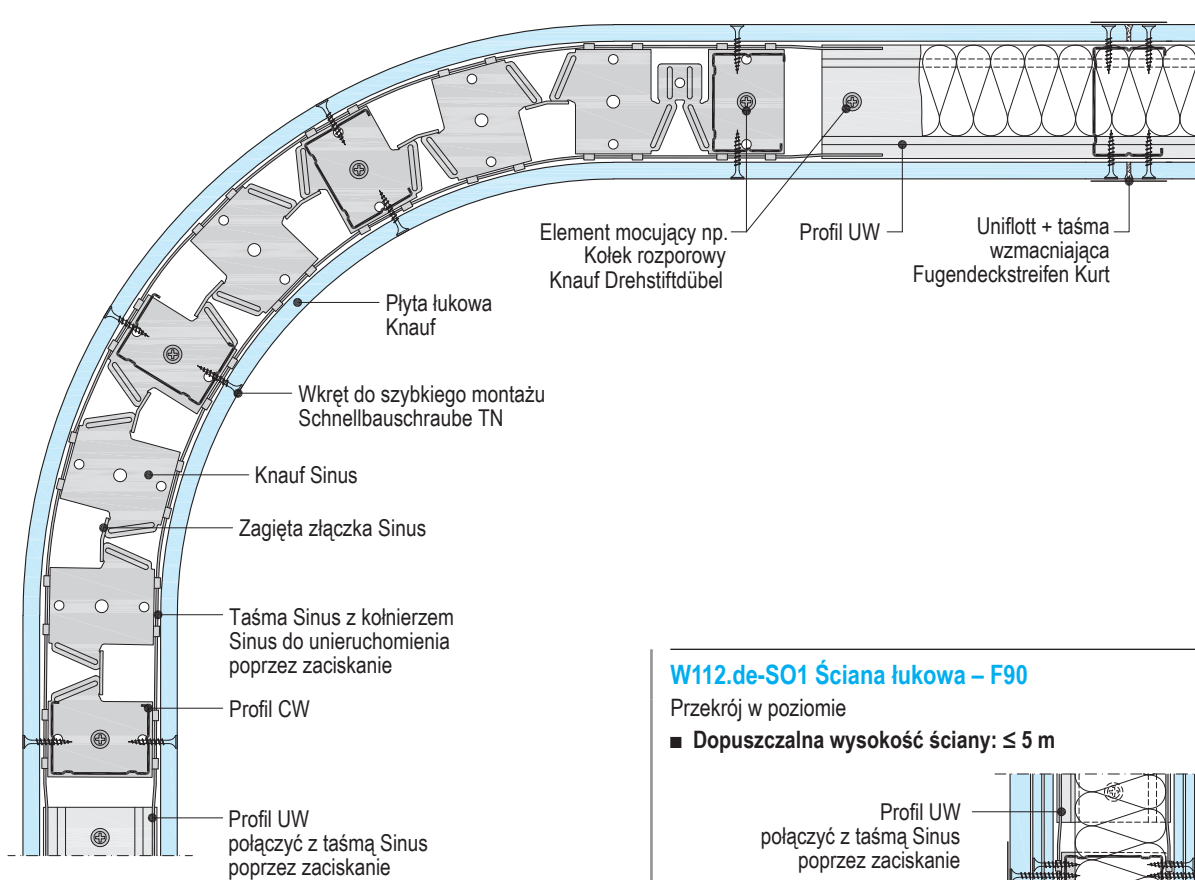 Element mocujący np.
Kołek rozporowy
Knauf Drehstiftdübel
Profil UW
Uniflott + taśma
wzmacniająca
Fugendeckstreifen Kurt
Płyta łukowa
Knauf
Wkręt do szybkiego montażu
Schnellbauschraube TN
Knauf Sinus
Zagięta złączka Sinus
Taśma Sinus z kołnierzem
Sinus do unieruchomienia
poprzez zaciskanie
Profil CW
Profil UW
połączyć z taśmą Sinus
poprzez zaciskanie
W112.de-SO1 Ściana łukowa – F90
Przekrój w poziomie
■ Dopuszczalna wysokość ściany: ≤ 5 m
Profil UW
połączyć z taśmą Sinus
poprzez zaciskanie